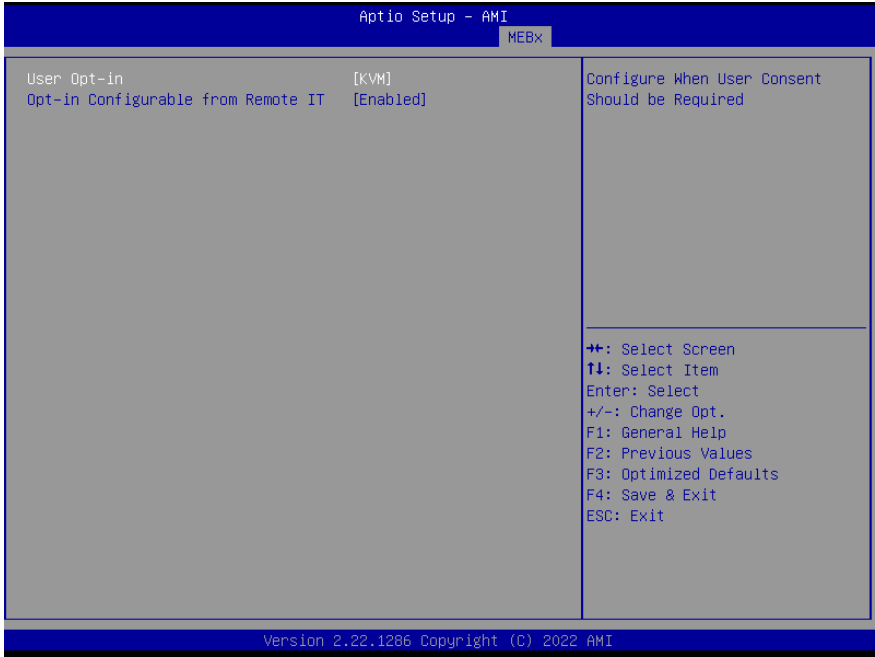 Aptio Setup - AMI
MEBx
User Opt-in [KVM]
Opt-in Configurable from Remote IT [Enabled]
Configure When User Consent
Should be Required
→←: Select Screen
↑↓: Select Item
Enter: Select
+/-: Change Opt.
F1: General Help
F2: Previous Values
F3: Optimized Defaults
F4: Save & Exit
ESC: Exit
Version 2.22.1286 Copyright (C) 2022 AMI